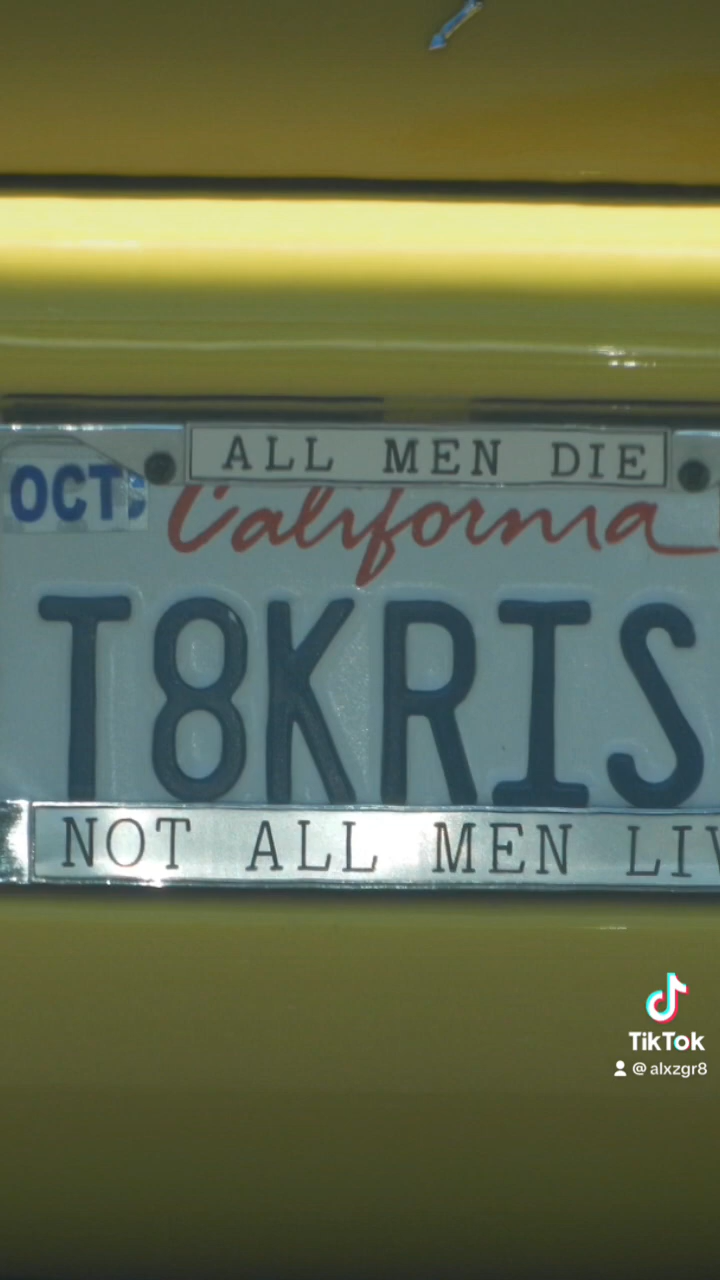 ALL MEN DIE
OCT
California
T8KRIS
NOT ALL MEN
TikTok
@alxzgr8